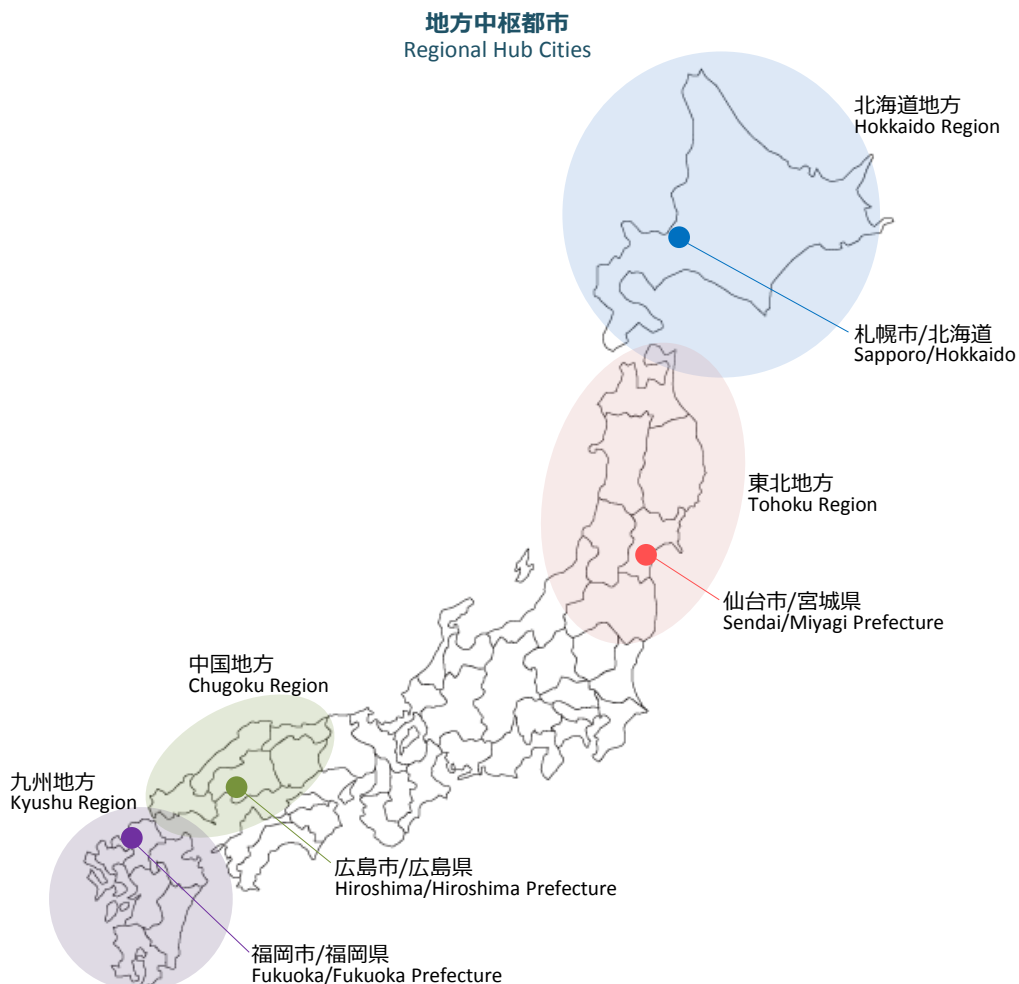 地方中枢都市
Regional Hub Cities
北海道地方
Hokkaido Region
札幌市/北海道
Sapporo/Hokkaido
東北地方
Tohoku Region
仙台市/宮城県
Sendai/Miyagi Prefecture
中国地方
Chugoku Region
九州地方
Kyushu Region
広島市/広島県
Hiroshima/Hiroshima Prefecture
福岡市/福岡県
Fukuoka/Fukuoka Prefecture